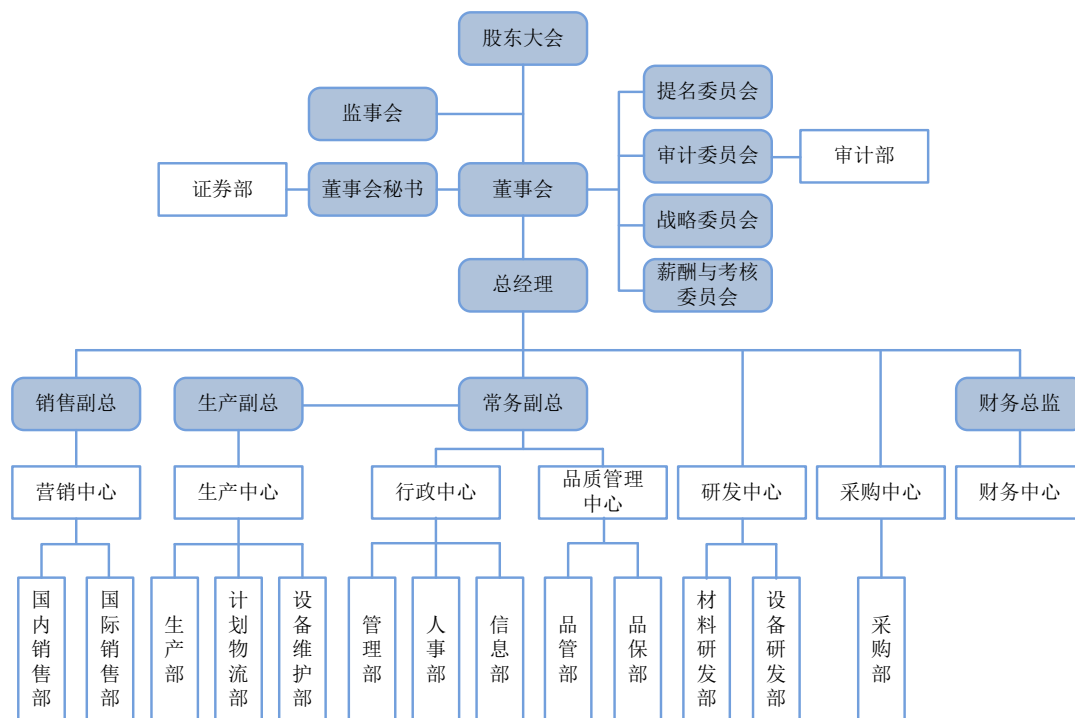 股东大会
监事会
提名委员会
审计委员会
审计部
证券部
董事会秘书
董事会
战略委员会
总经理
薪酬与考核
委员会
销售副总
生产副总
常务副总
财务总监
营销中心
生产中心
行政中心
品质管理
中心
研发中心
采购中心
财务中心
国内销售部
国际销售部
生产部
计划物流部
设备维护部
管理部
人事部
信息部
品管部
品保部
材料研发部
设备研发部
采购部